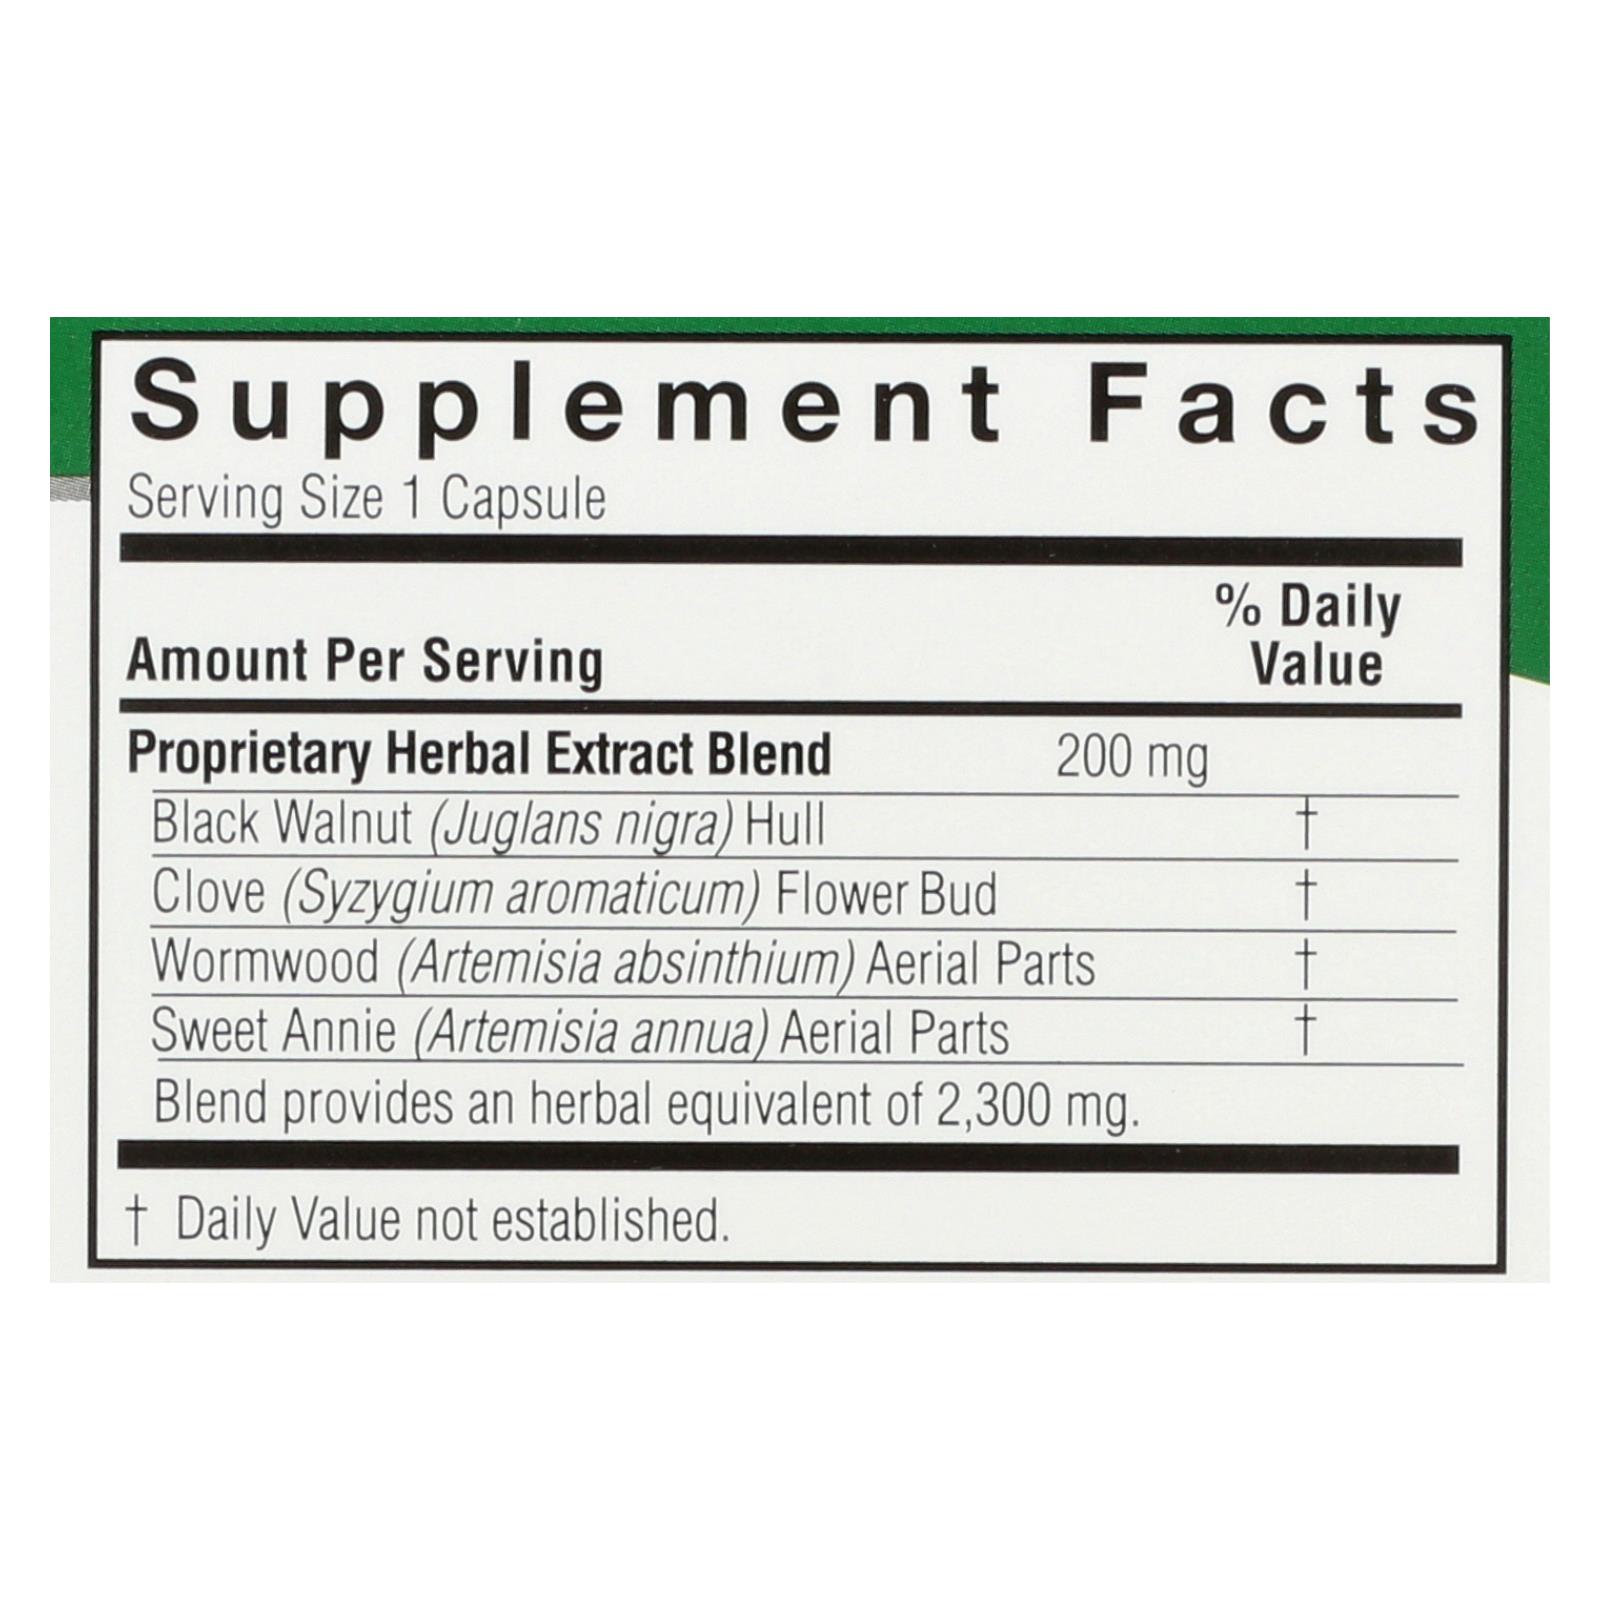 Supplement Facts
Serving Size 1 Capsule
% Daily
Value
Amount Per Serving
Proprietary Herbal Extract Blend 200 mg
Black Walnut (Juglans nigra) Hull †
Clove (Syzygium aromaticum) Flower Bud †
Wormwood (Artemisia absinthium) Aerial Parts †
Sweet Annie (Artemisia annua) Aerial Parts †
Blend provides an herbal equivalent of 2,300 mg.
† Daily Value not established.